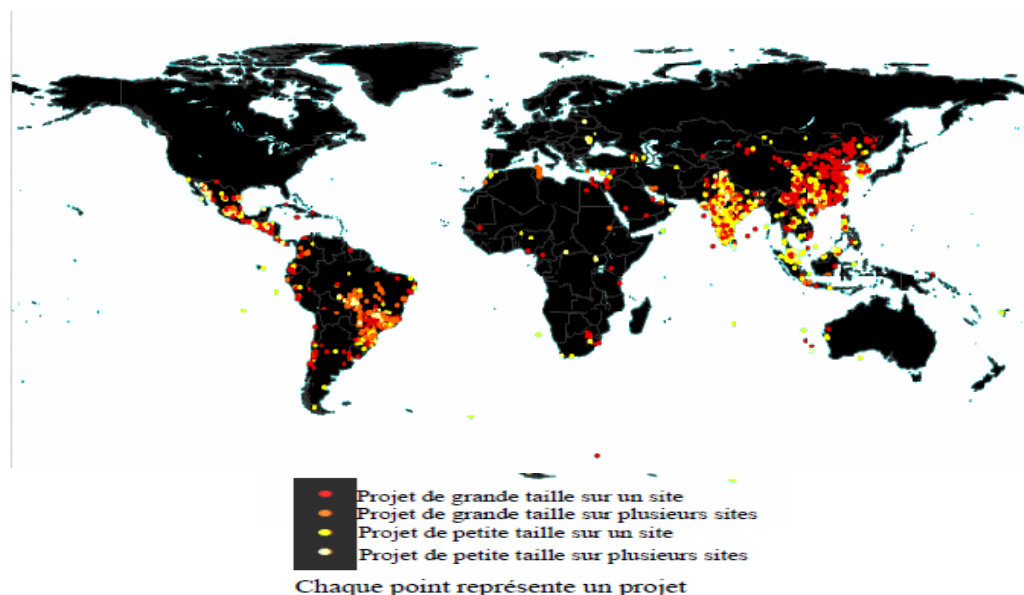 Projet de grande taille sur un site
Projet de grande taille sur plusieurs sites
Projet de petite taille sur un site
Projet de petite taille sur plusieurs sites
Chaque point représente un projet